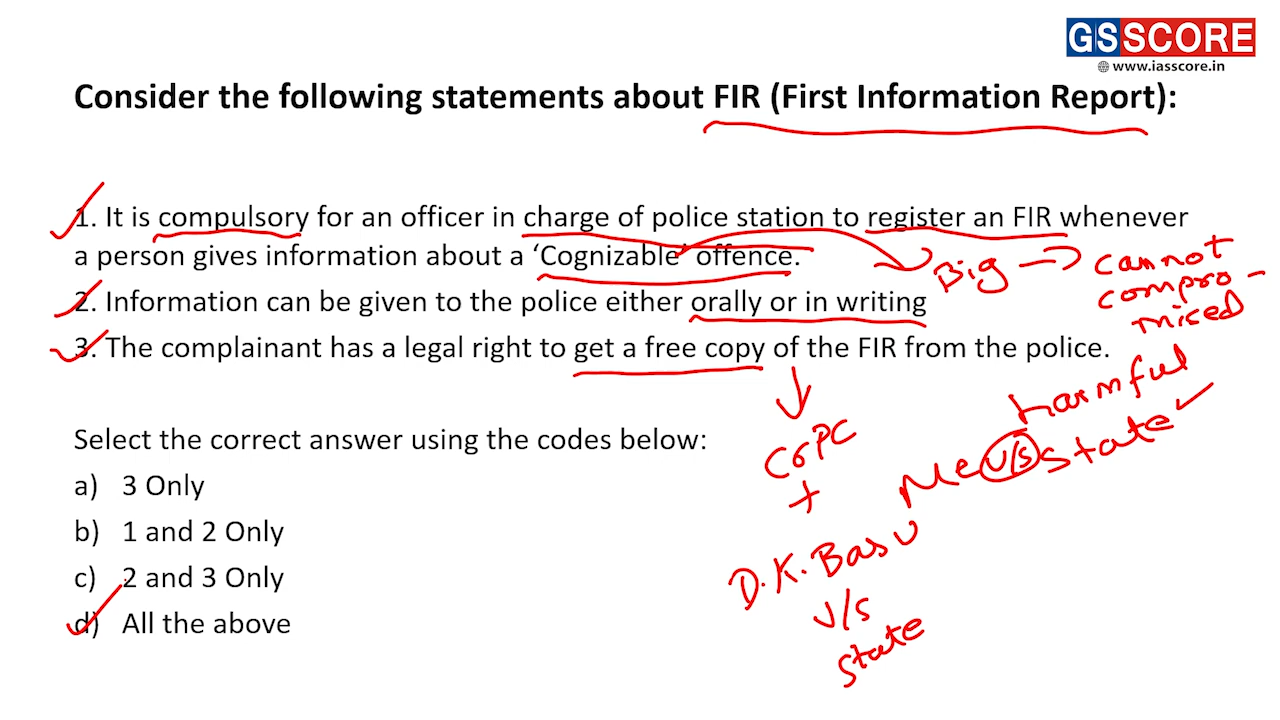 GSSCORE
www.iasscore.in
Consider the following statements about FIR (First Information Report):
1. It is compulsory for an officer in charge of police station to register an FIR whenever
a person gives information about a ‘Cognizable’ offence.
Big
cannot
compro-
mised
2. Information can be given to the police either orally or in writing
3. The complainant has a legal right to get a free copy of the FIR from the police.
harmful
CrPC
+
D.K. Basu
v/s
state
Me v/s state
Select the correct answer using the codes below:
a) 3 Only
b) 1 and 2 Only
c) 2 and 3 Only
d) All the above